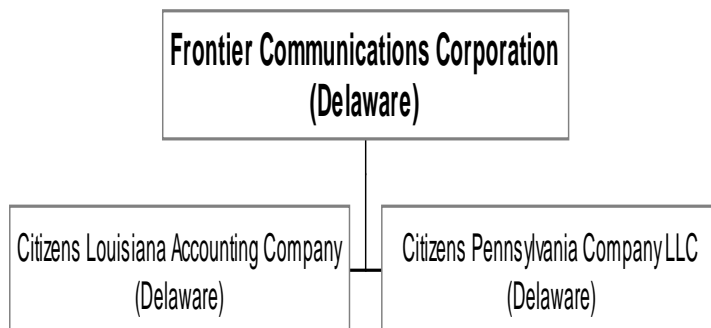 Frontier Communications Corporation
(Delaware)
Citizens Louisiana Accounting Company
(Delaware)
Citizens Pennsylvania Company LLC
(Delaware)